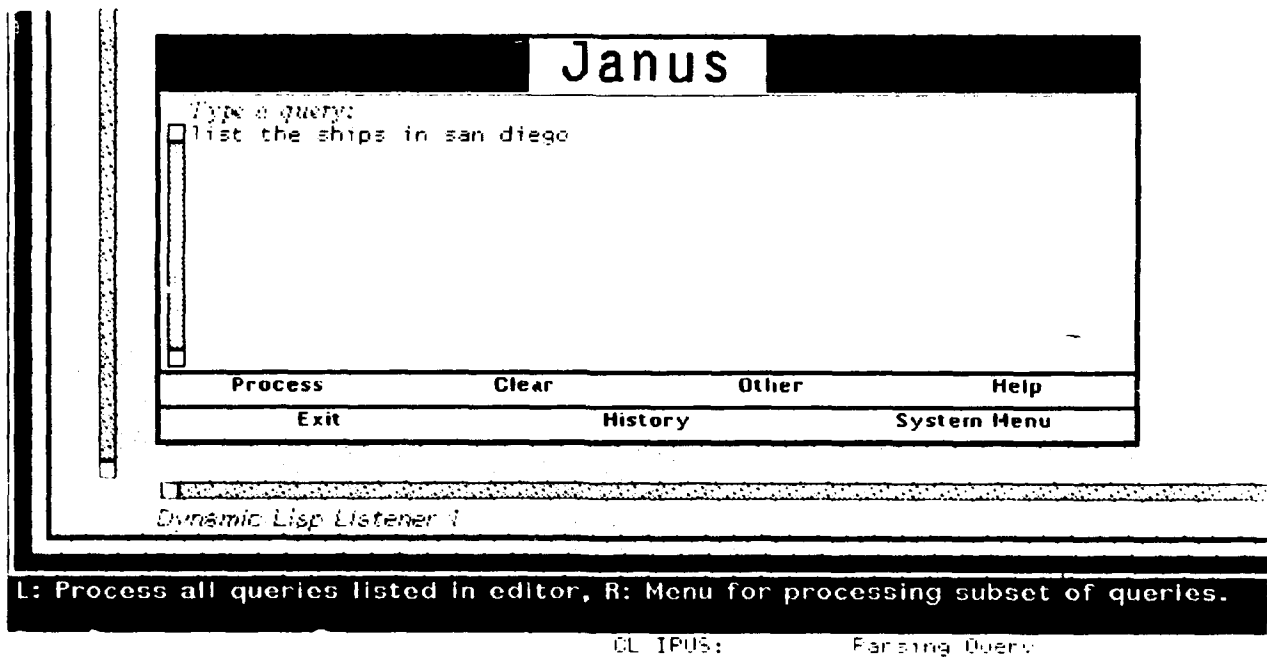 Janus
Type a query:
list the ships in san diego
Process Clear Other Help
Exit History System Menu
Dynamic Lisp Listener 1
L: Process all queries listed in editor, R: Menu for processing subset of queries.
CL IRUS: Parsing Query